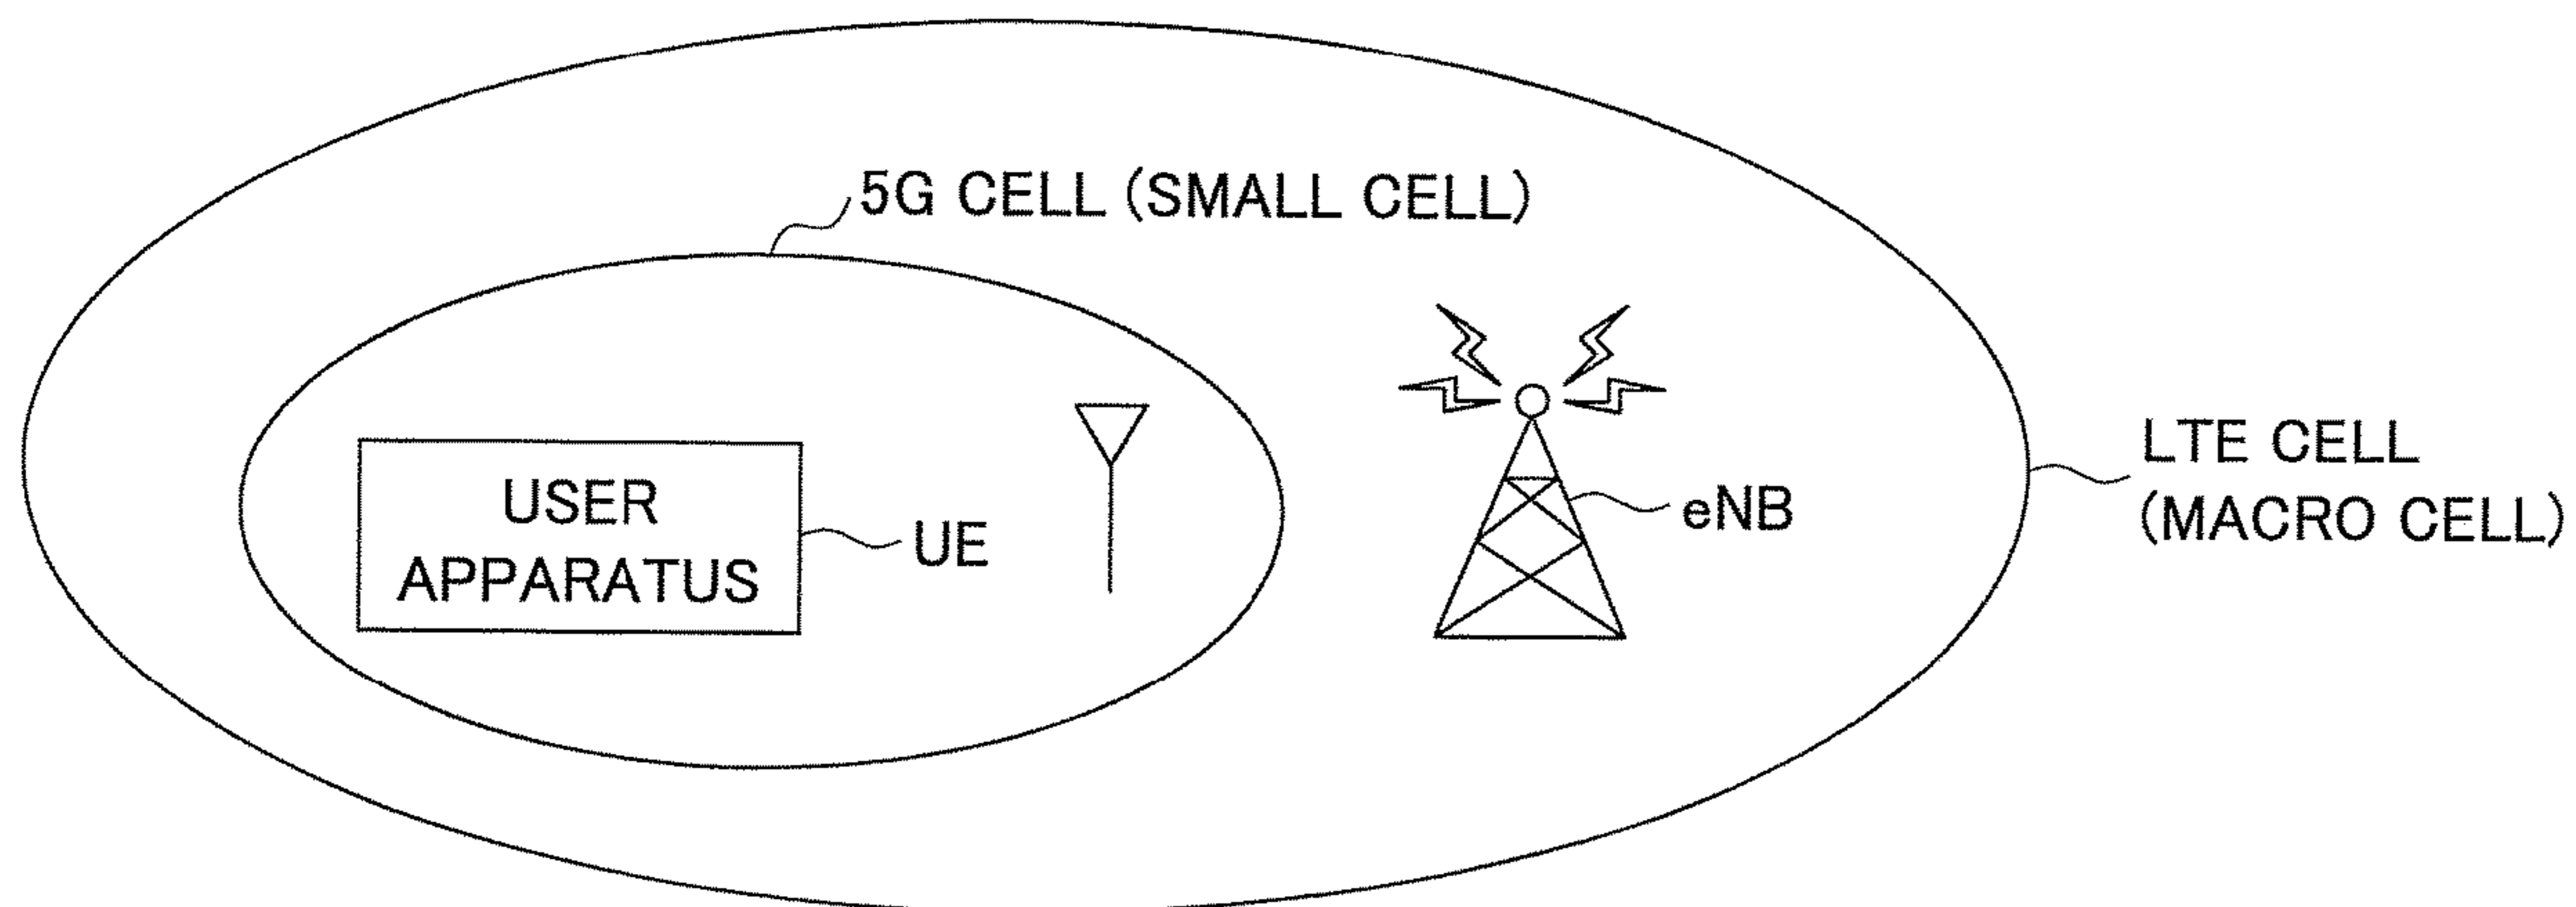 5G CELL (SMALL CELL)
USER
APPARATUS
UE
eNB
LTE CELL
(MACRO CELL)